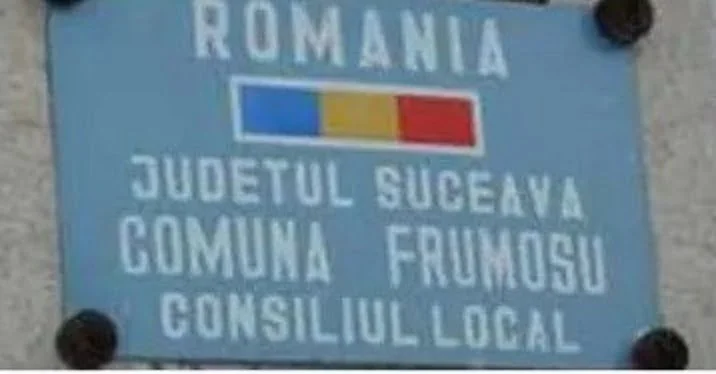 ROMANIA
JUDETUL SUCEAVA
COMUNA FRUMOSU
CONSILIUL LOCAL